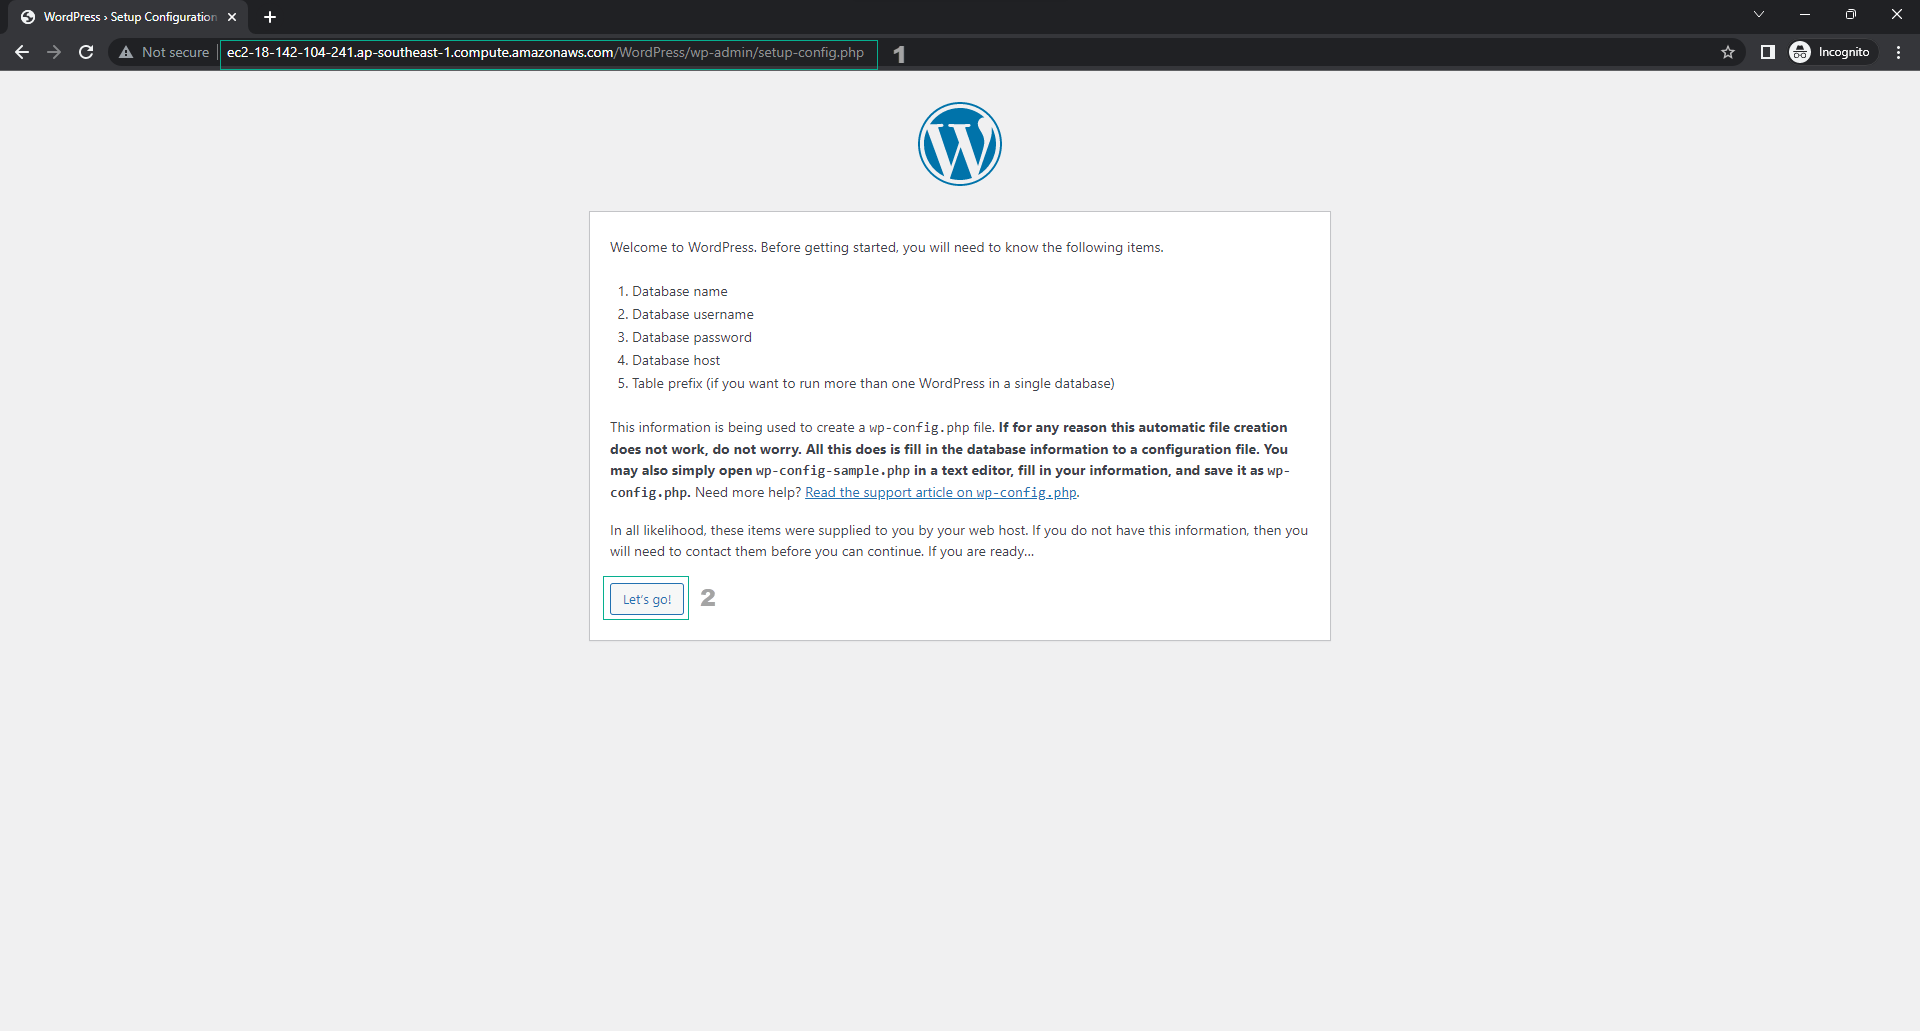 WordPress › Setup Configuration
Not secure | ec2-18-142-104-241.ap-southeast-1.compute.amazonaws.com/WordPress/wp-admin/setup-config.php 1
Incognito
W
Welcome to WordPress. Before getting started, you will need to know the following items.
1. Database name
2. Database username
3. Database password
4. Database host
5. Table prefix (if you want to run more than one WordPress in a single database)
This information is being used to create a wp-config.php file. If for any reason this automatic file creation
does not work, do not worry. All this does is fill in the database information to a configuration file. You
may also simply open wp-config-sample.php in a text editor, fill in your information, and save it as wp-
config.php. Need more help? Read the support article on wp-config.php.
In all likelihood, these items were supplied to you by your web host. If you do not have this information, then you
will need to contact them before you can continue. If you are ready…
Let's go! 2